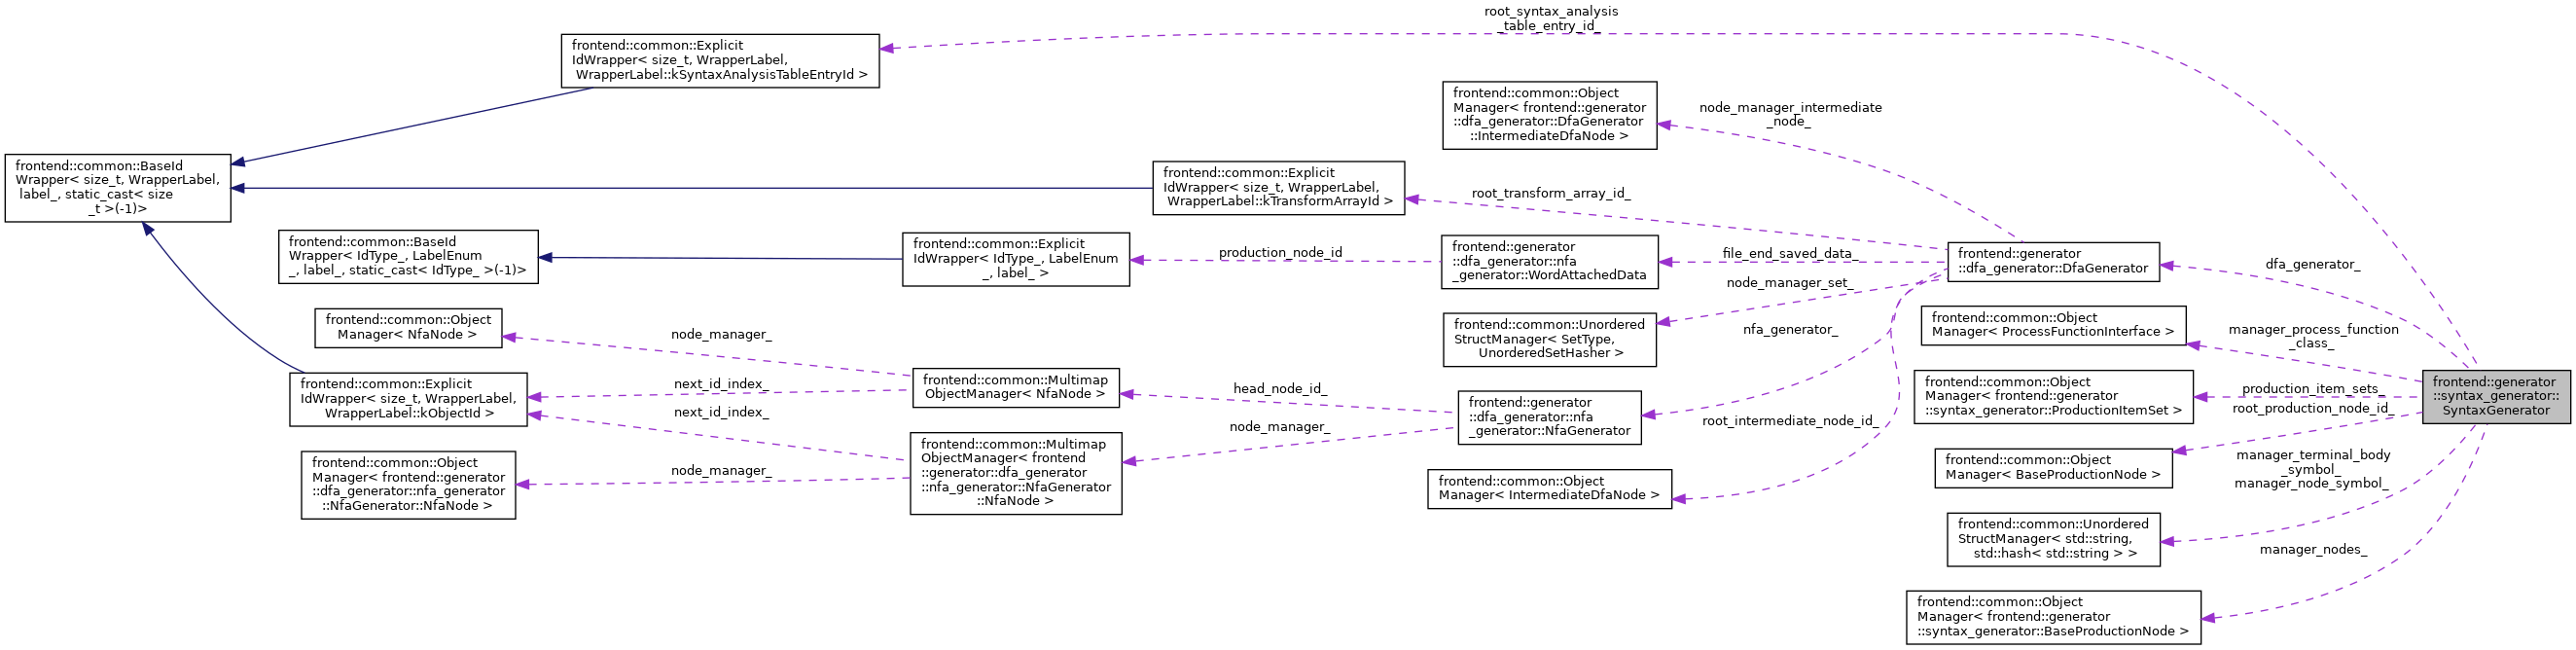 root_syntax_analysis
_table_entry_id_
frontend::common::Explicit
IdWrapper< size_t, WrapperLabel,
WrapperLabel::kSyntaxAnalysisTableEntryId >
frontend::common::Object
Manager< frontend::generator
::dfa_generator::DfaGenerator
::IntermediateDfaNode >
node_manager_intermediate
_node_
frontend::common::BaseId
Wrapper< size_t, WrapperLabel,
label_, static_cast< size
_t >(-1)>
frontend::common::Explicit
IdWrapper< size_t, WrapperLabel,
WrapperLabel::kTransformArrayId >
root_transform_array_id_
frontend::common::BaseId
Wrapper< IdType_, LabelEnum
_, label_, static_cast< IdType_ >(-1)>
frontend::common::Explicit
IdWrapper< IdType_, LabelEnum
_, label_ >
production_node_id
frontend::generator
::dfa_generator::nfa
_generator::WordAttachedData
file_end_saved_data_
frontend::generator
::dfa_generator::DfaGenerator
dfa_generator_
node_manager_set_
frontend::common::Object
Manager< NfaNode >
node_manager_
frontend::common::Unordered
StructManager< SetType,
UnorderedSetHasher >
nfa_generator_
frontend::common::Object
Manager< ProcessFunctionInterface >
manager_process_function
_class_
frontend::common::Explicit
IdWrapper< size_t, WrapperLabel,
WrapperLabel::kObjectId >
next_id_index_
next_id_index_
frontend::common::Multimap
ObjectManager< NfaNode >
head_node_id_
node_manager_
frontend::generator
::dfa_generator::nfa
_generator::NfaGenerator
root_intermediate_node_id_
frontend::common::Object
Manager< frontend::generator
::syntax_generator::ProductionItemSet >
production_item_sets_
root_production_node_id_
frontend::generator
::syntax_generator::
SyntaxGenerator
frontend::common::Object
Manager< frontend::generator
::dfa_generator::nfa_generator
::NfaGenerator::NfaNode >
node_manager_
frontend::common::Multimap
ObjectManager< frontend
::generator::dfa_generator
::nfa_generator::NfaGenerator
::NfaNode >
frontend::common::Object
Manager< IntermediateDfaNode >
frontend::common::Object
Manager< BaseProductionNode >
manager_terminal_body
_symbol_
manager_node_symbol_
frontend::common::Unordered
StructManager< std::string,
std::hash< std::string > >
manager_nodes_
frontend::common::Object
Manager< frontend::generator
::syntax_generator::BaseProductionNode >